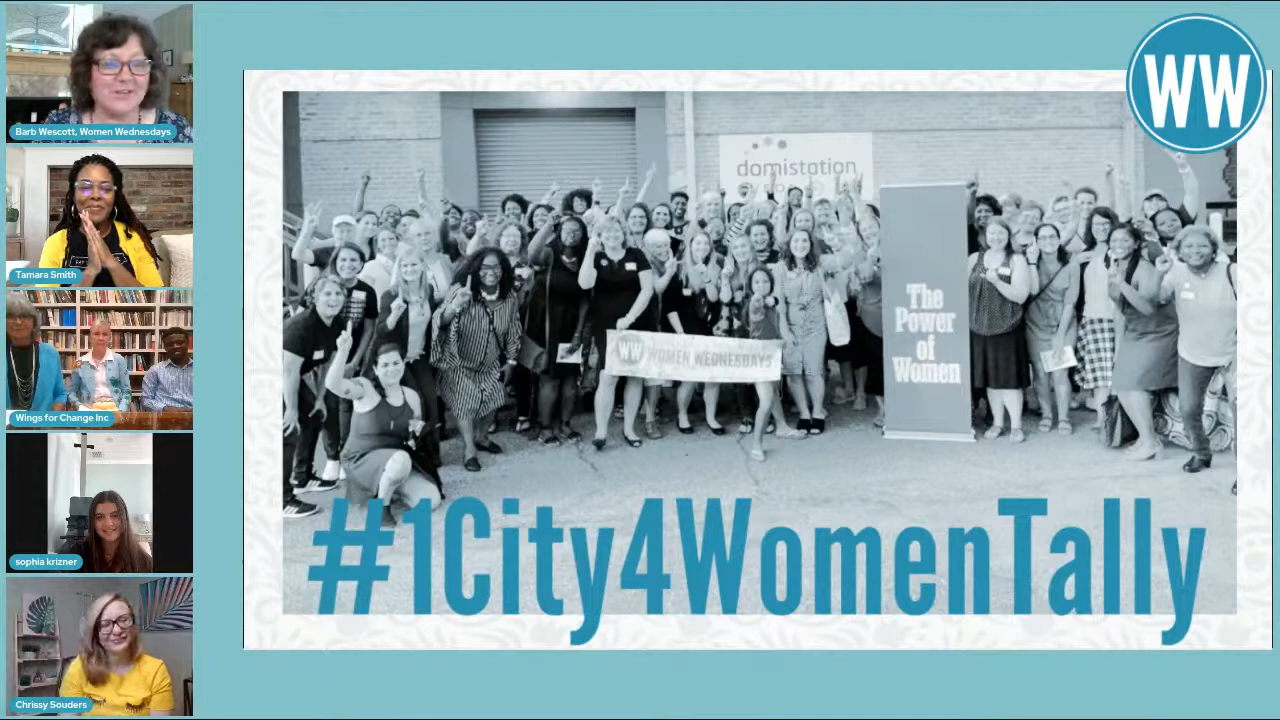 Barb Wescott, Women Wednesdays
Tamara Smith
Wings for Change Inc
sophia krizner
Chrissy Souders
WW
domistation
The
Power
of
Women
WW WOMEN WEDNESDAYS
#1City4WomenTally